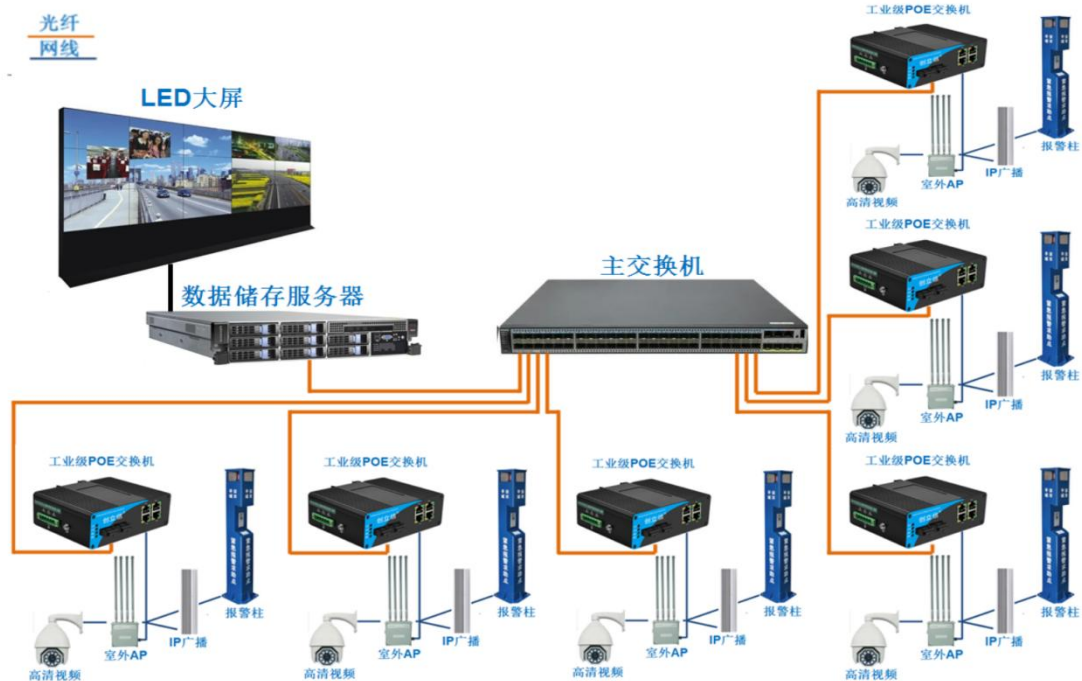 光纤
网线
LED大屏
数据储存服务器
主交换机
工业级POE交换机
报警柱
IP广播
室外AP
高清视频
工业级POE交换机
报警柱
IP广播
室外AP
高清视频
工业级POE交换机
报警柱
IP广播
室外AP
高清视频
工业级POE交换机
报警柱
IP广播
室外AP
高清视频
工业级POE交换机
报警柱
IP广播
室外AP
高清视频
工业级POE交换机
报警柱
IP广播
室外AP
高清视频